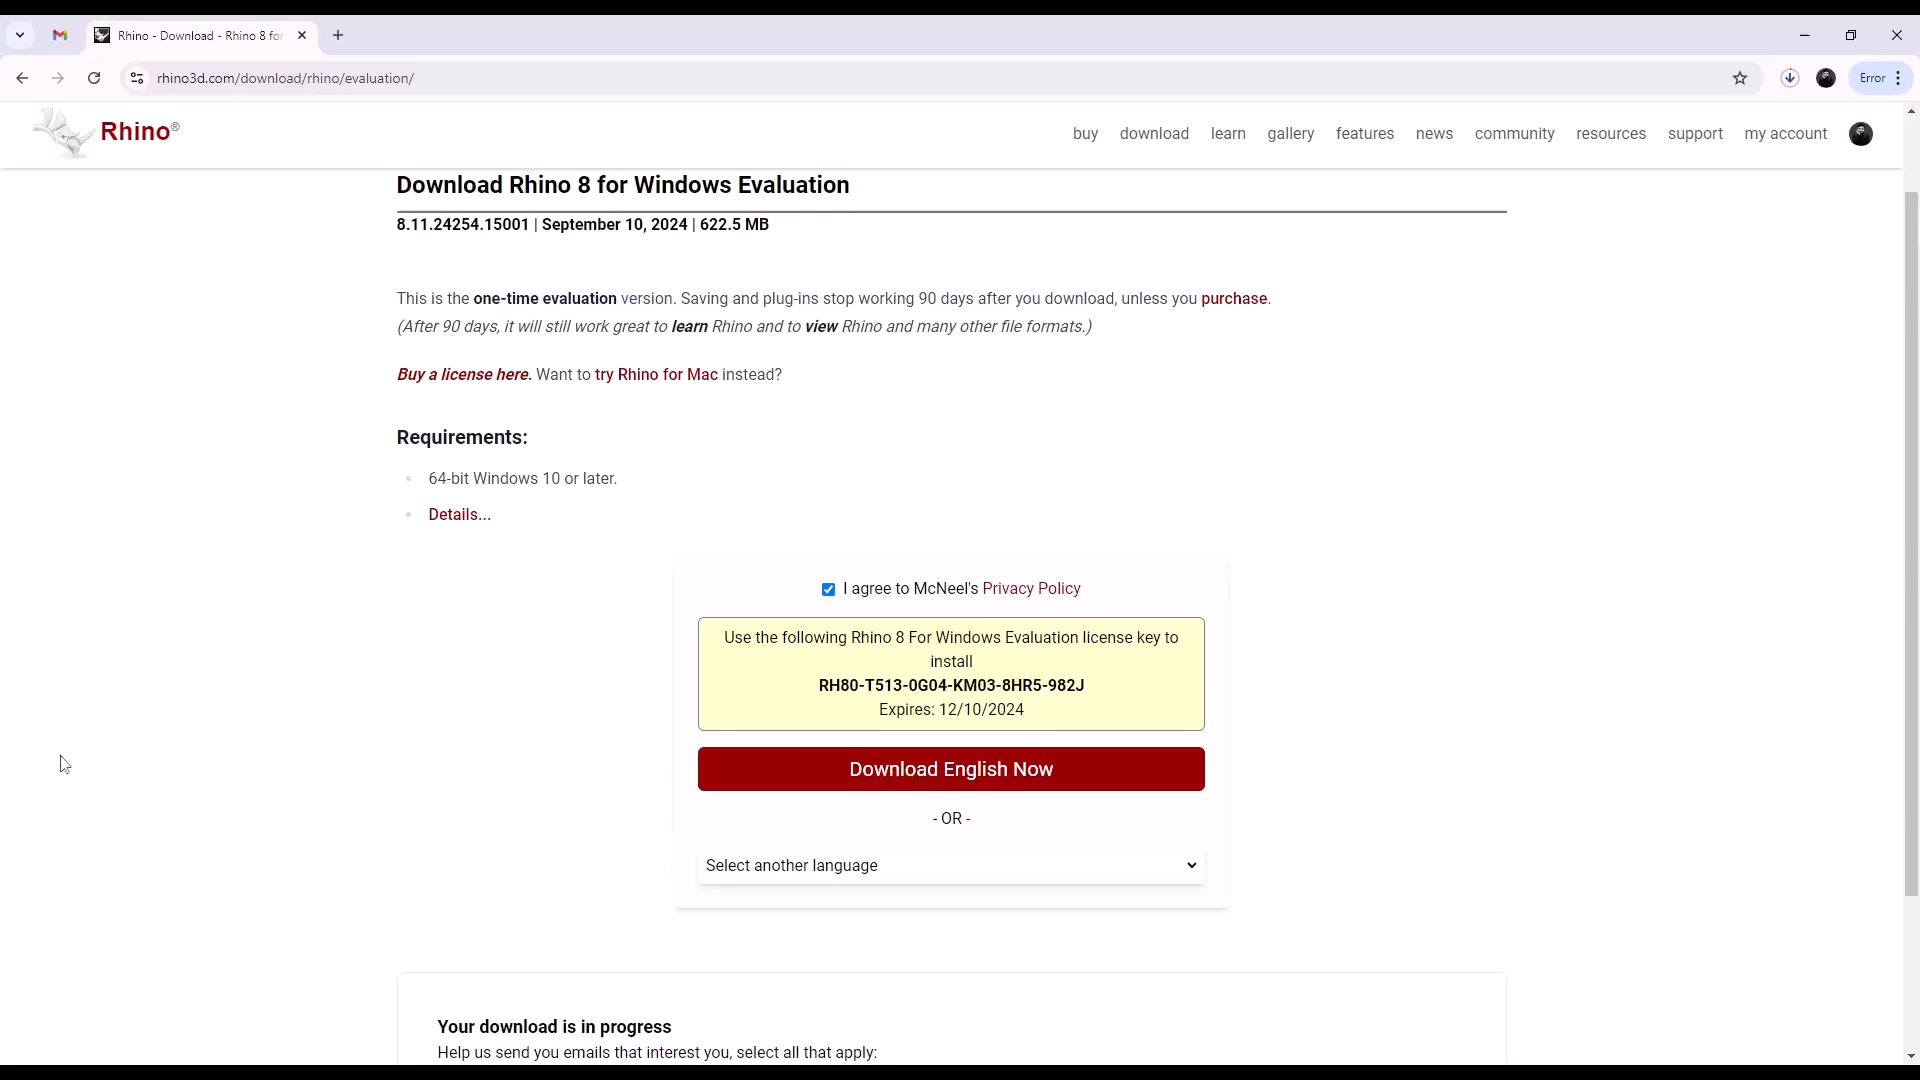 Rhino - Download - Rhino 8 for
rhino3d.com/download/rhino/evaluation/
Error
Rhino®
buy download learn gallery features news community resources support my account
Download Rhino 8 for Windows Evaluation
8.11.24254.15001 | September 10, 2024 | 622.5 MB
This is the one-time evaluation version. Saving and plug-ins stop working 90 days after you download, unless you purchase.
(After 90 days, it will still work great to learn Rhino and to view Rhino and many other file formats.)
Buy a license here. Want to try Rhino for Mac instead?
Requirements:
64-bit Windows 10 or later.
Details...
I agree to McNeel's Privacy Policy
Use the following Rhino 8 For Windows Evaluation license key to
install
RH80-T513-0G04-KM03-8HR5-982J
Expires: 12/10/2024
Download English Now
- OR -
Select another language
Your download is in progress
Help us send you emails that interest you, select all that apply: